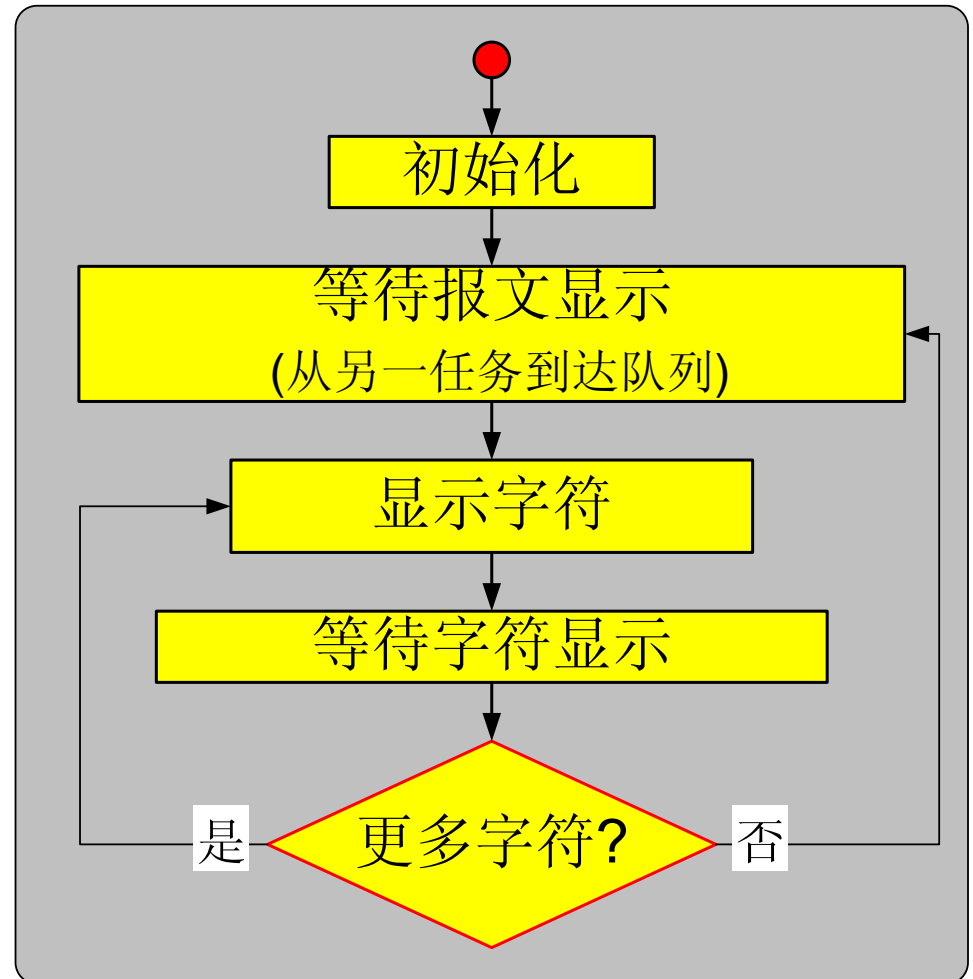 初始化
等待报文显示
(从另一任务到达队列)
显示字符
等待字符显示
更多字符?
是
否